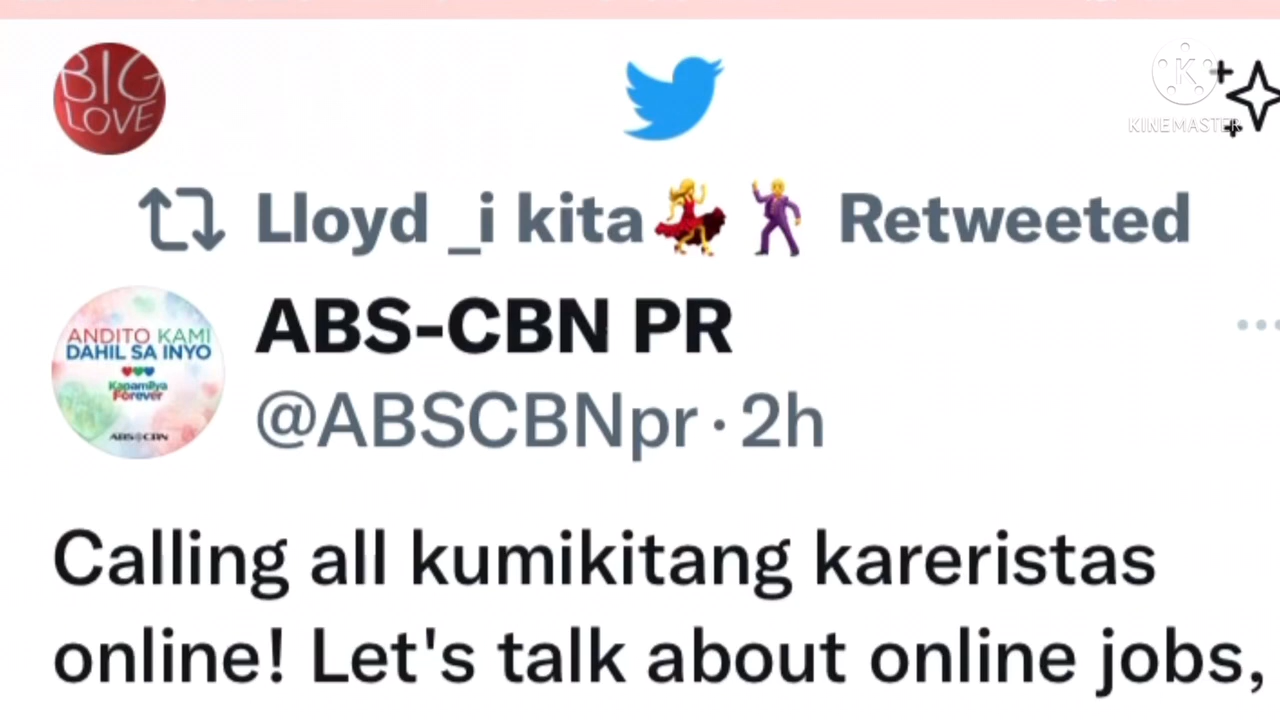 BIG
LOVE
KINEMASTER
Lloyd _i kita💃🕺 Retweeted
ANDITO KAMI
DAHIL SA INYO
Kapamilya
Forever
ABS-CBN
ABS-CBN PR
@ABSCBNpr · 2h
Calling all kumikitang kareristas
online! Let's talk about online jobs,